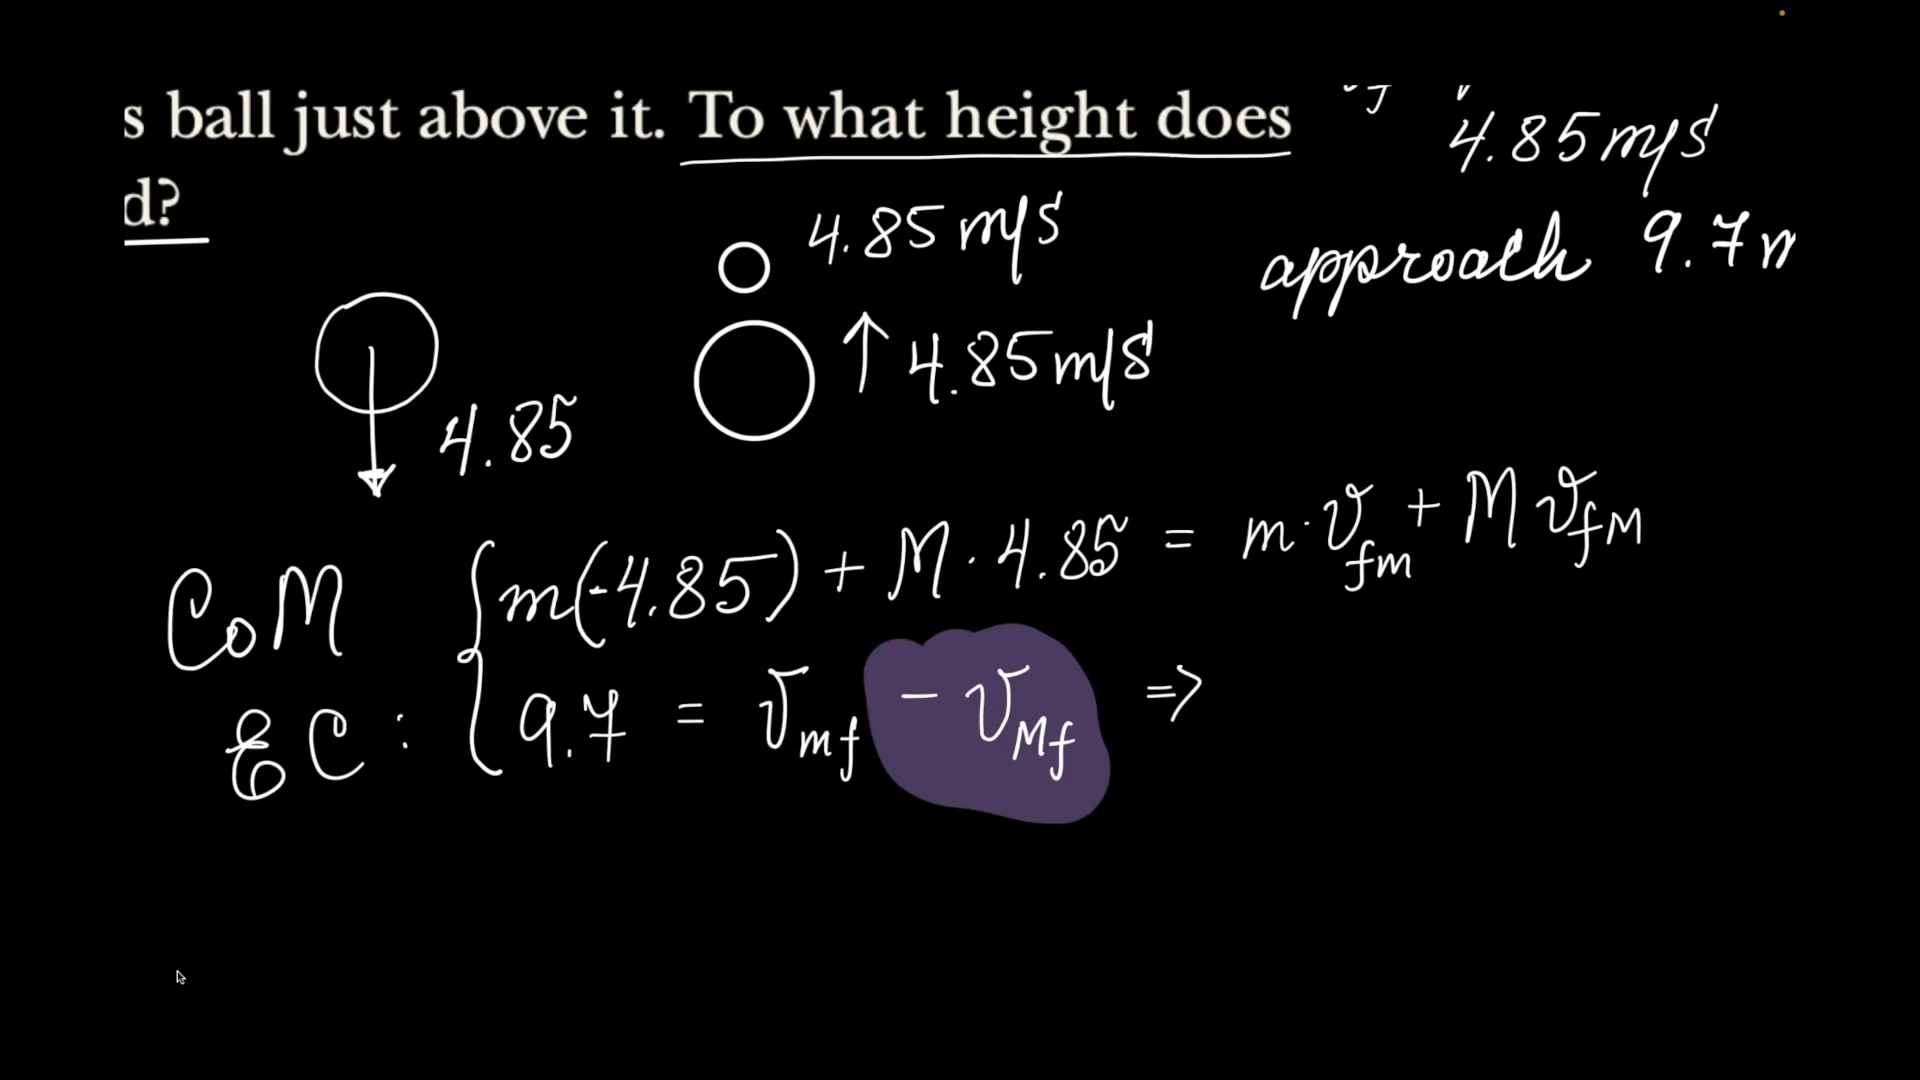 s ball just above it. To what height does
d?
4.85 m/s
approach 9.7 m
4.85 m/s
↑ 4.85 m/s
4.85
CoM { m(-4.85) + M · 4.85 = m · v_fm + M v_fM
EC : { 9.7 = v_mf - v_Mf ⇒